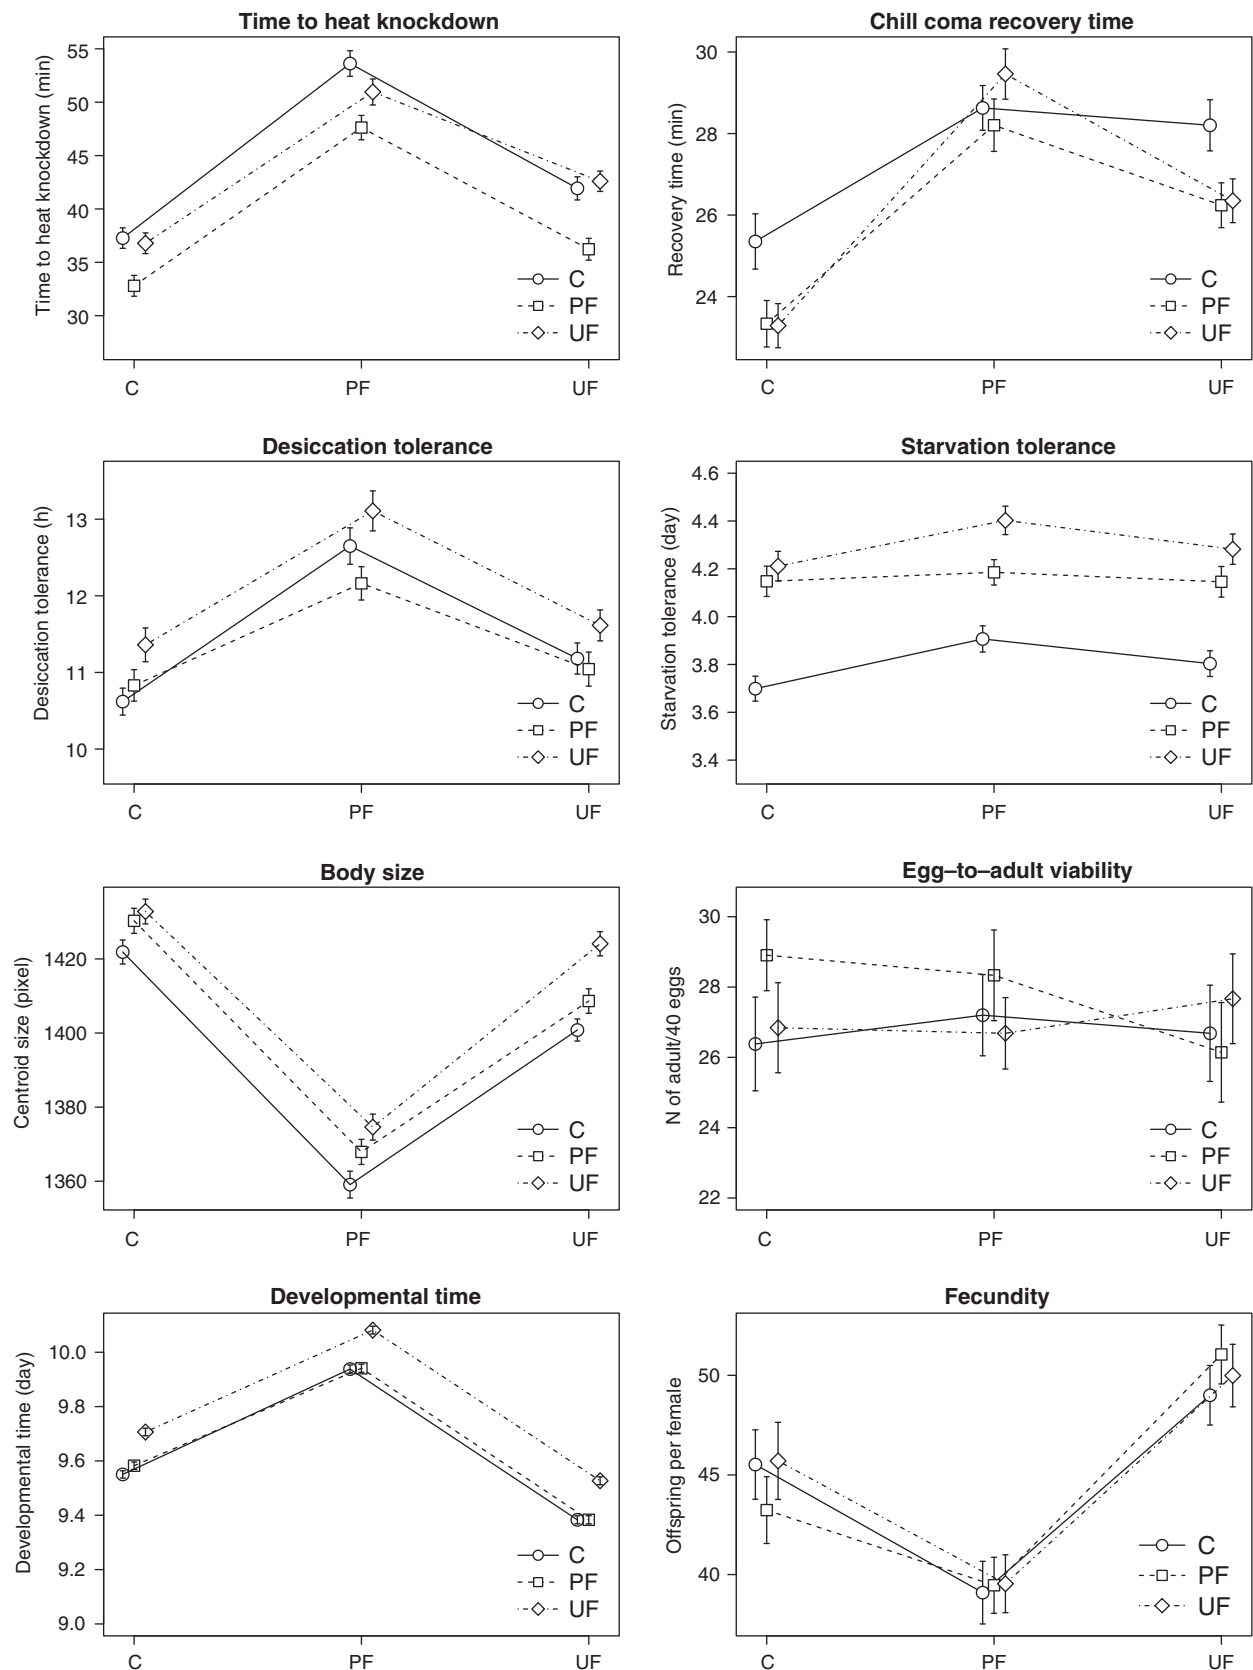 Time to heat knockdown
Time to heat knockdown (min)
55
50
45
40
35
30
C
PF
UF
C
PF
UF
Chill coma recovery time
Recovery time (min)
30
28
26
24
C
PF
UF
C
PF
UF
Desiccation tolerance
Desiccation tolerance (h)
13
12
11
10
C
PF
UF
C
PF
UF
Starvation tolerance
Starvation tolerance (day)
4.6
4.4
4.2
4.0
3.8
3.6
3.4
C
PF
UF
C
PF
UF
Body size
Centroid size (pixel)
1420
1400
1380
1360
C
PF
UF
C
PF
UF
Egg–to–adult viability
N of adult/40 eggs
30
28
26
24
22
C
PF
UF
C
PF
UF
Developmental time
Developmental time (day)
10.0
9.8
9.6
9.4
9.2
9.0
C
PF
UF
C
PF
UF
Fecundity
Offspring per female
50
45
40
C
PF
UF
C
PF
UF